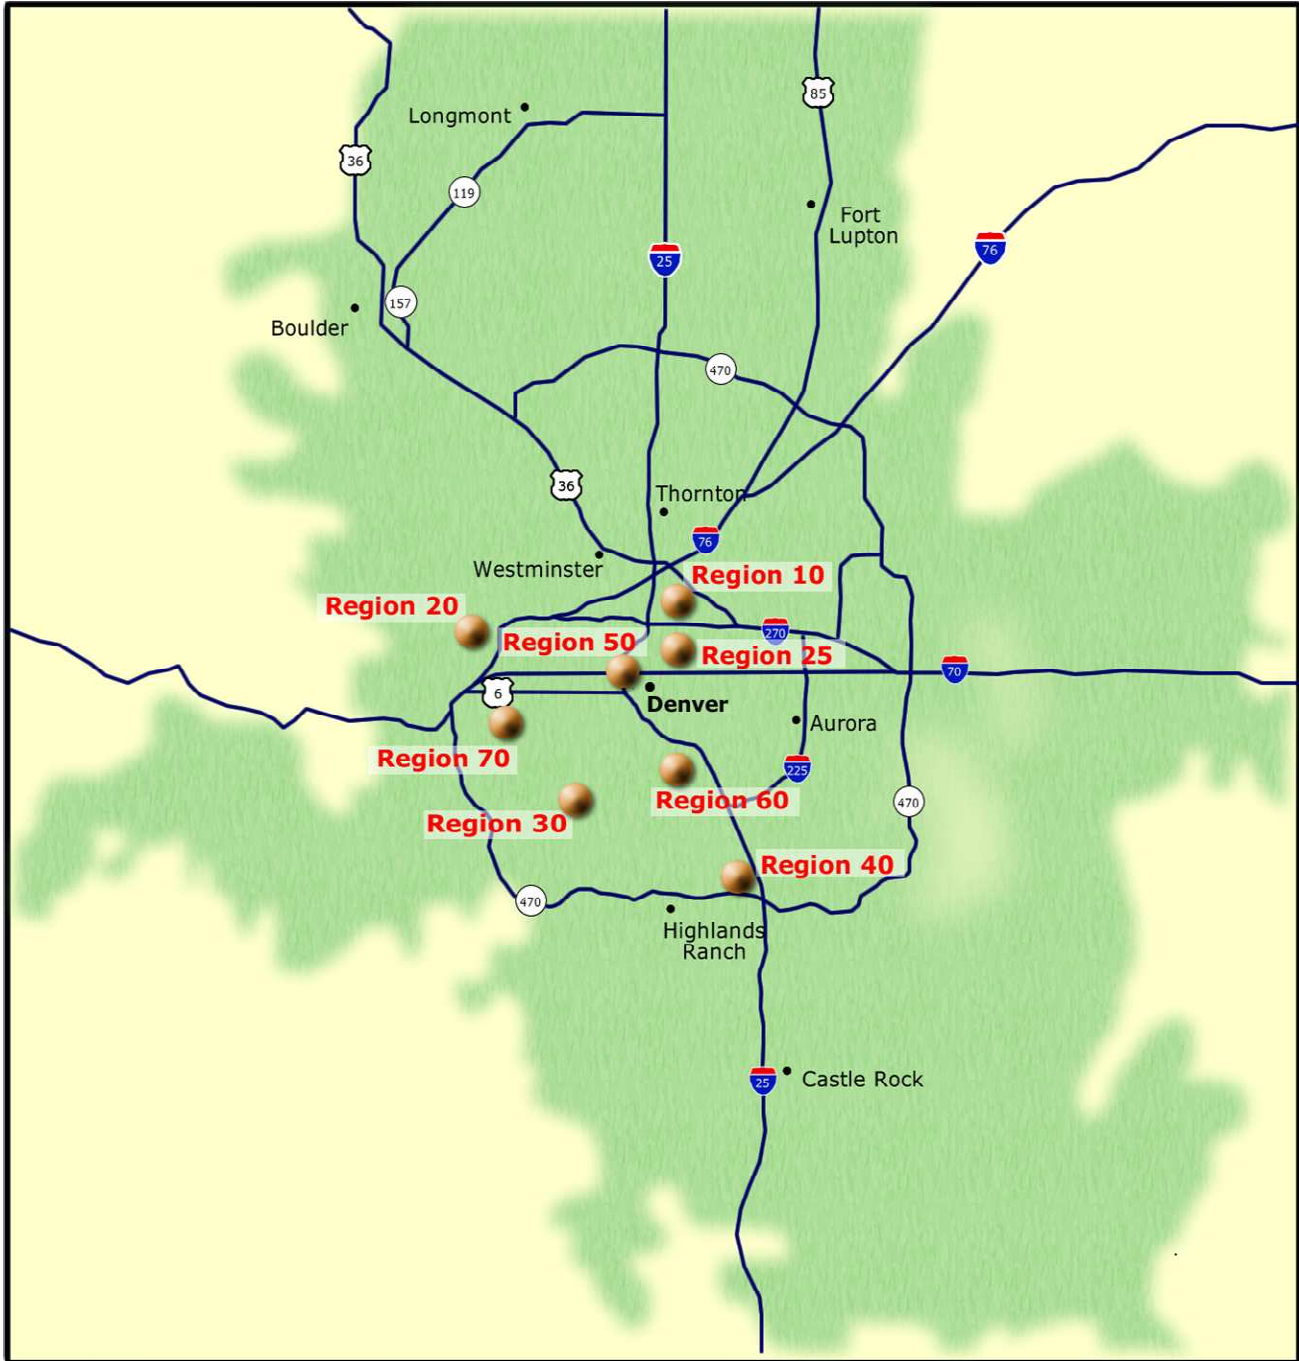 85
Longmont
36
119
Fort
Lupton
76
25
157
Boulder
470
36
Thornton
76
Westminster
Region 10
Region 20
270
Region 50
Region 25
70
6
Denver
Aurora
Region 70
225
Region 60
470
Region 30
Region 40
470
Highlands
Ranch
25
Castle Rock